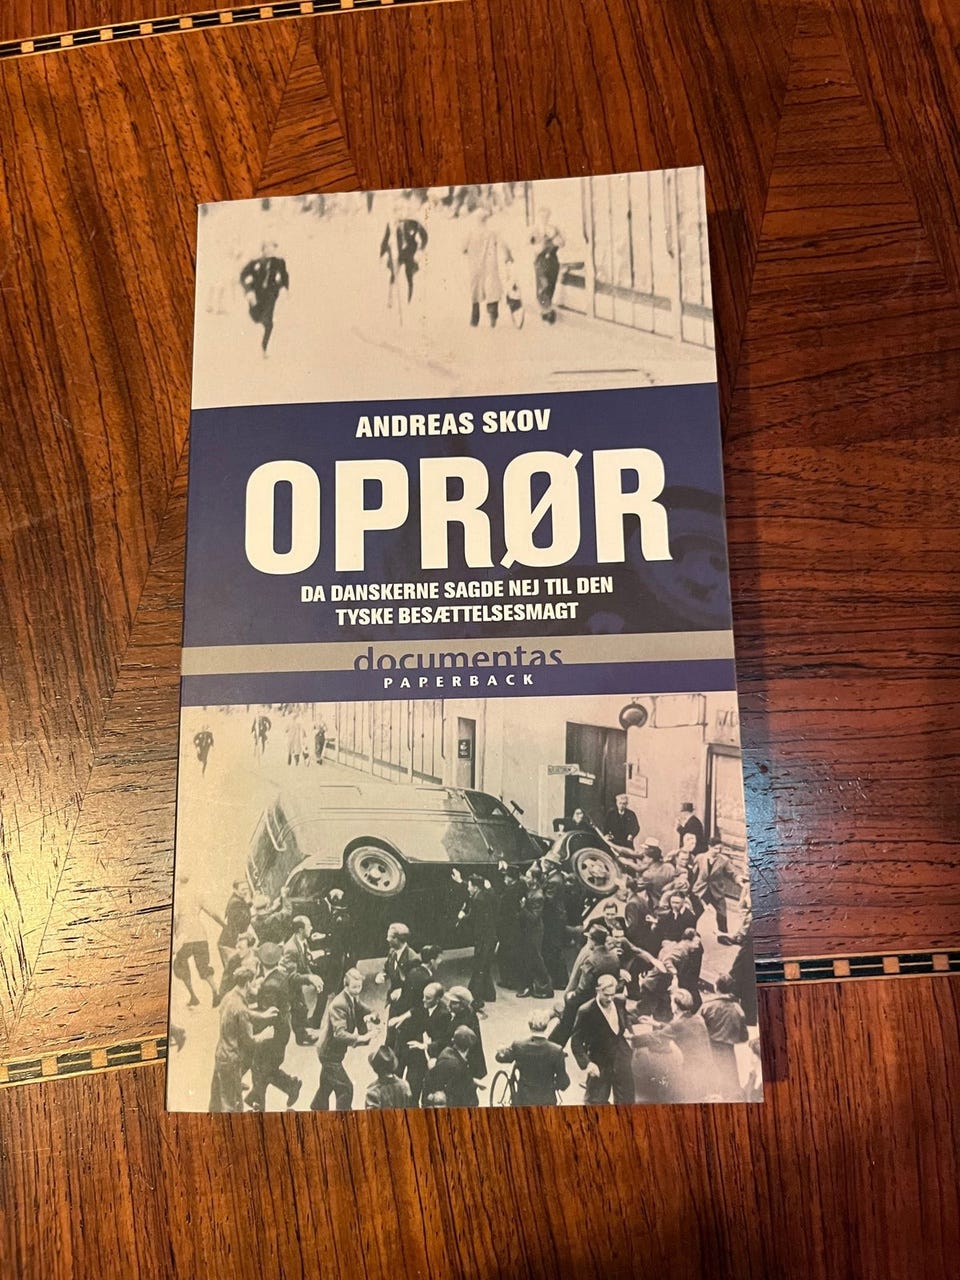 ANDREAS SKOV
OPRØR
DA DANSKERNE SAGDE NEJ TIL DEN
TYSKE BESÆTTELSESMAGT
documentas
PAPERBACK